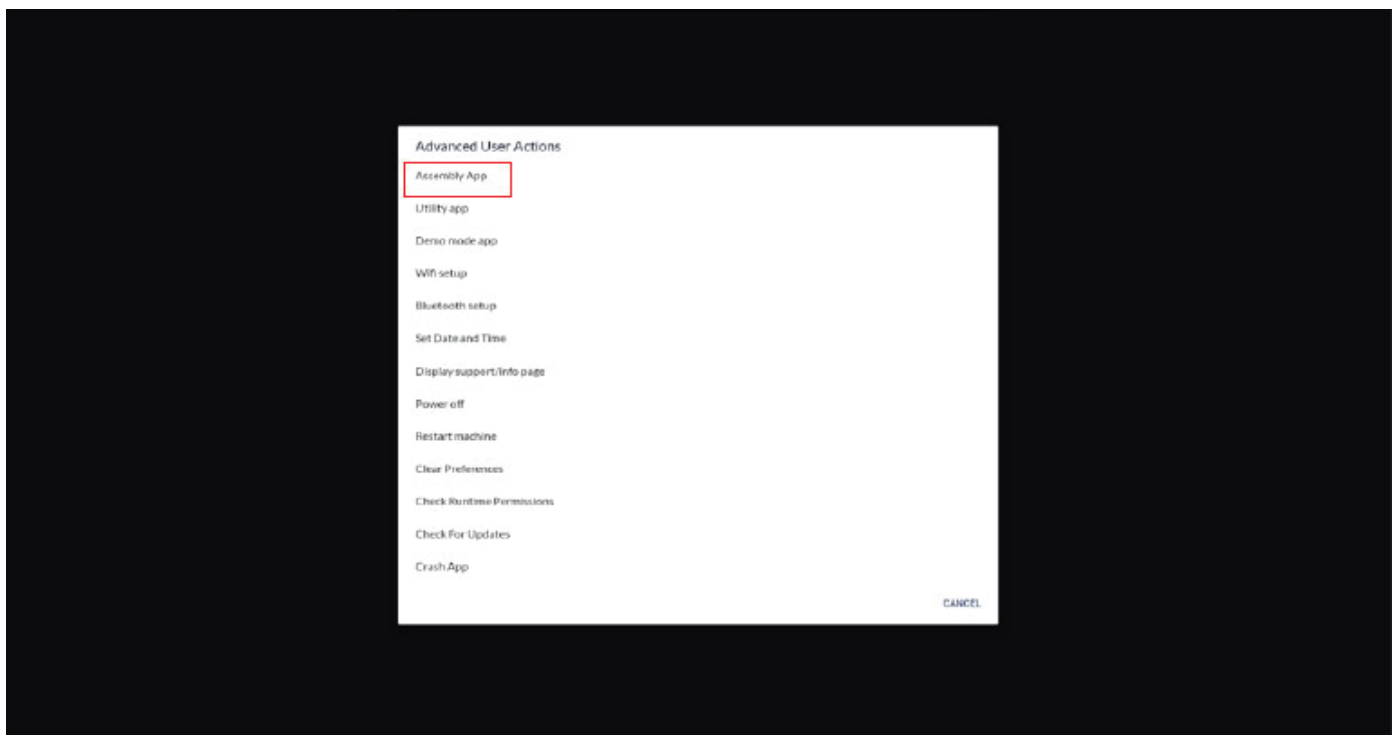 Advanced User Actions
Assembly App
Utility app
Demo mode app
Wifi setup
Bluetooth setup
Set Date and Time
Display support/info page
Power off
Restart machine
Clear Preferences
Check Runtime Permissions
Check For Updates
Crash App
CANCEL